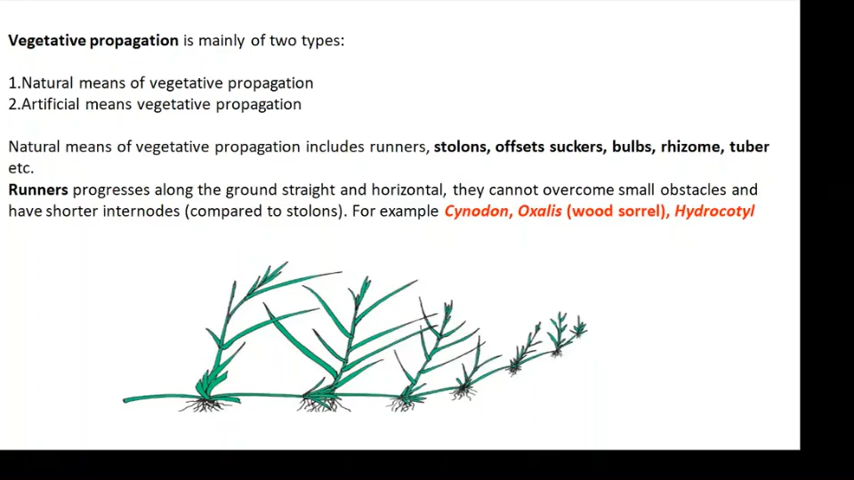 Vegetative propagation is mainly of two types:
1.Natural means of vegetative propagation
2.Artificial means vegetative propagation
Natural means of vegetative propagation includes runners, stolons, offsets suckers, bulbs, rhizome, tuber
etc.
Runners progresses along the ground straight and horizontal, they cannot overcome small obstacles and
have shorter internodes (compared to stolons). For example Cynodon, Oxalis (wood sorrel), Hydrocotyl